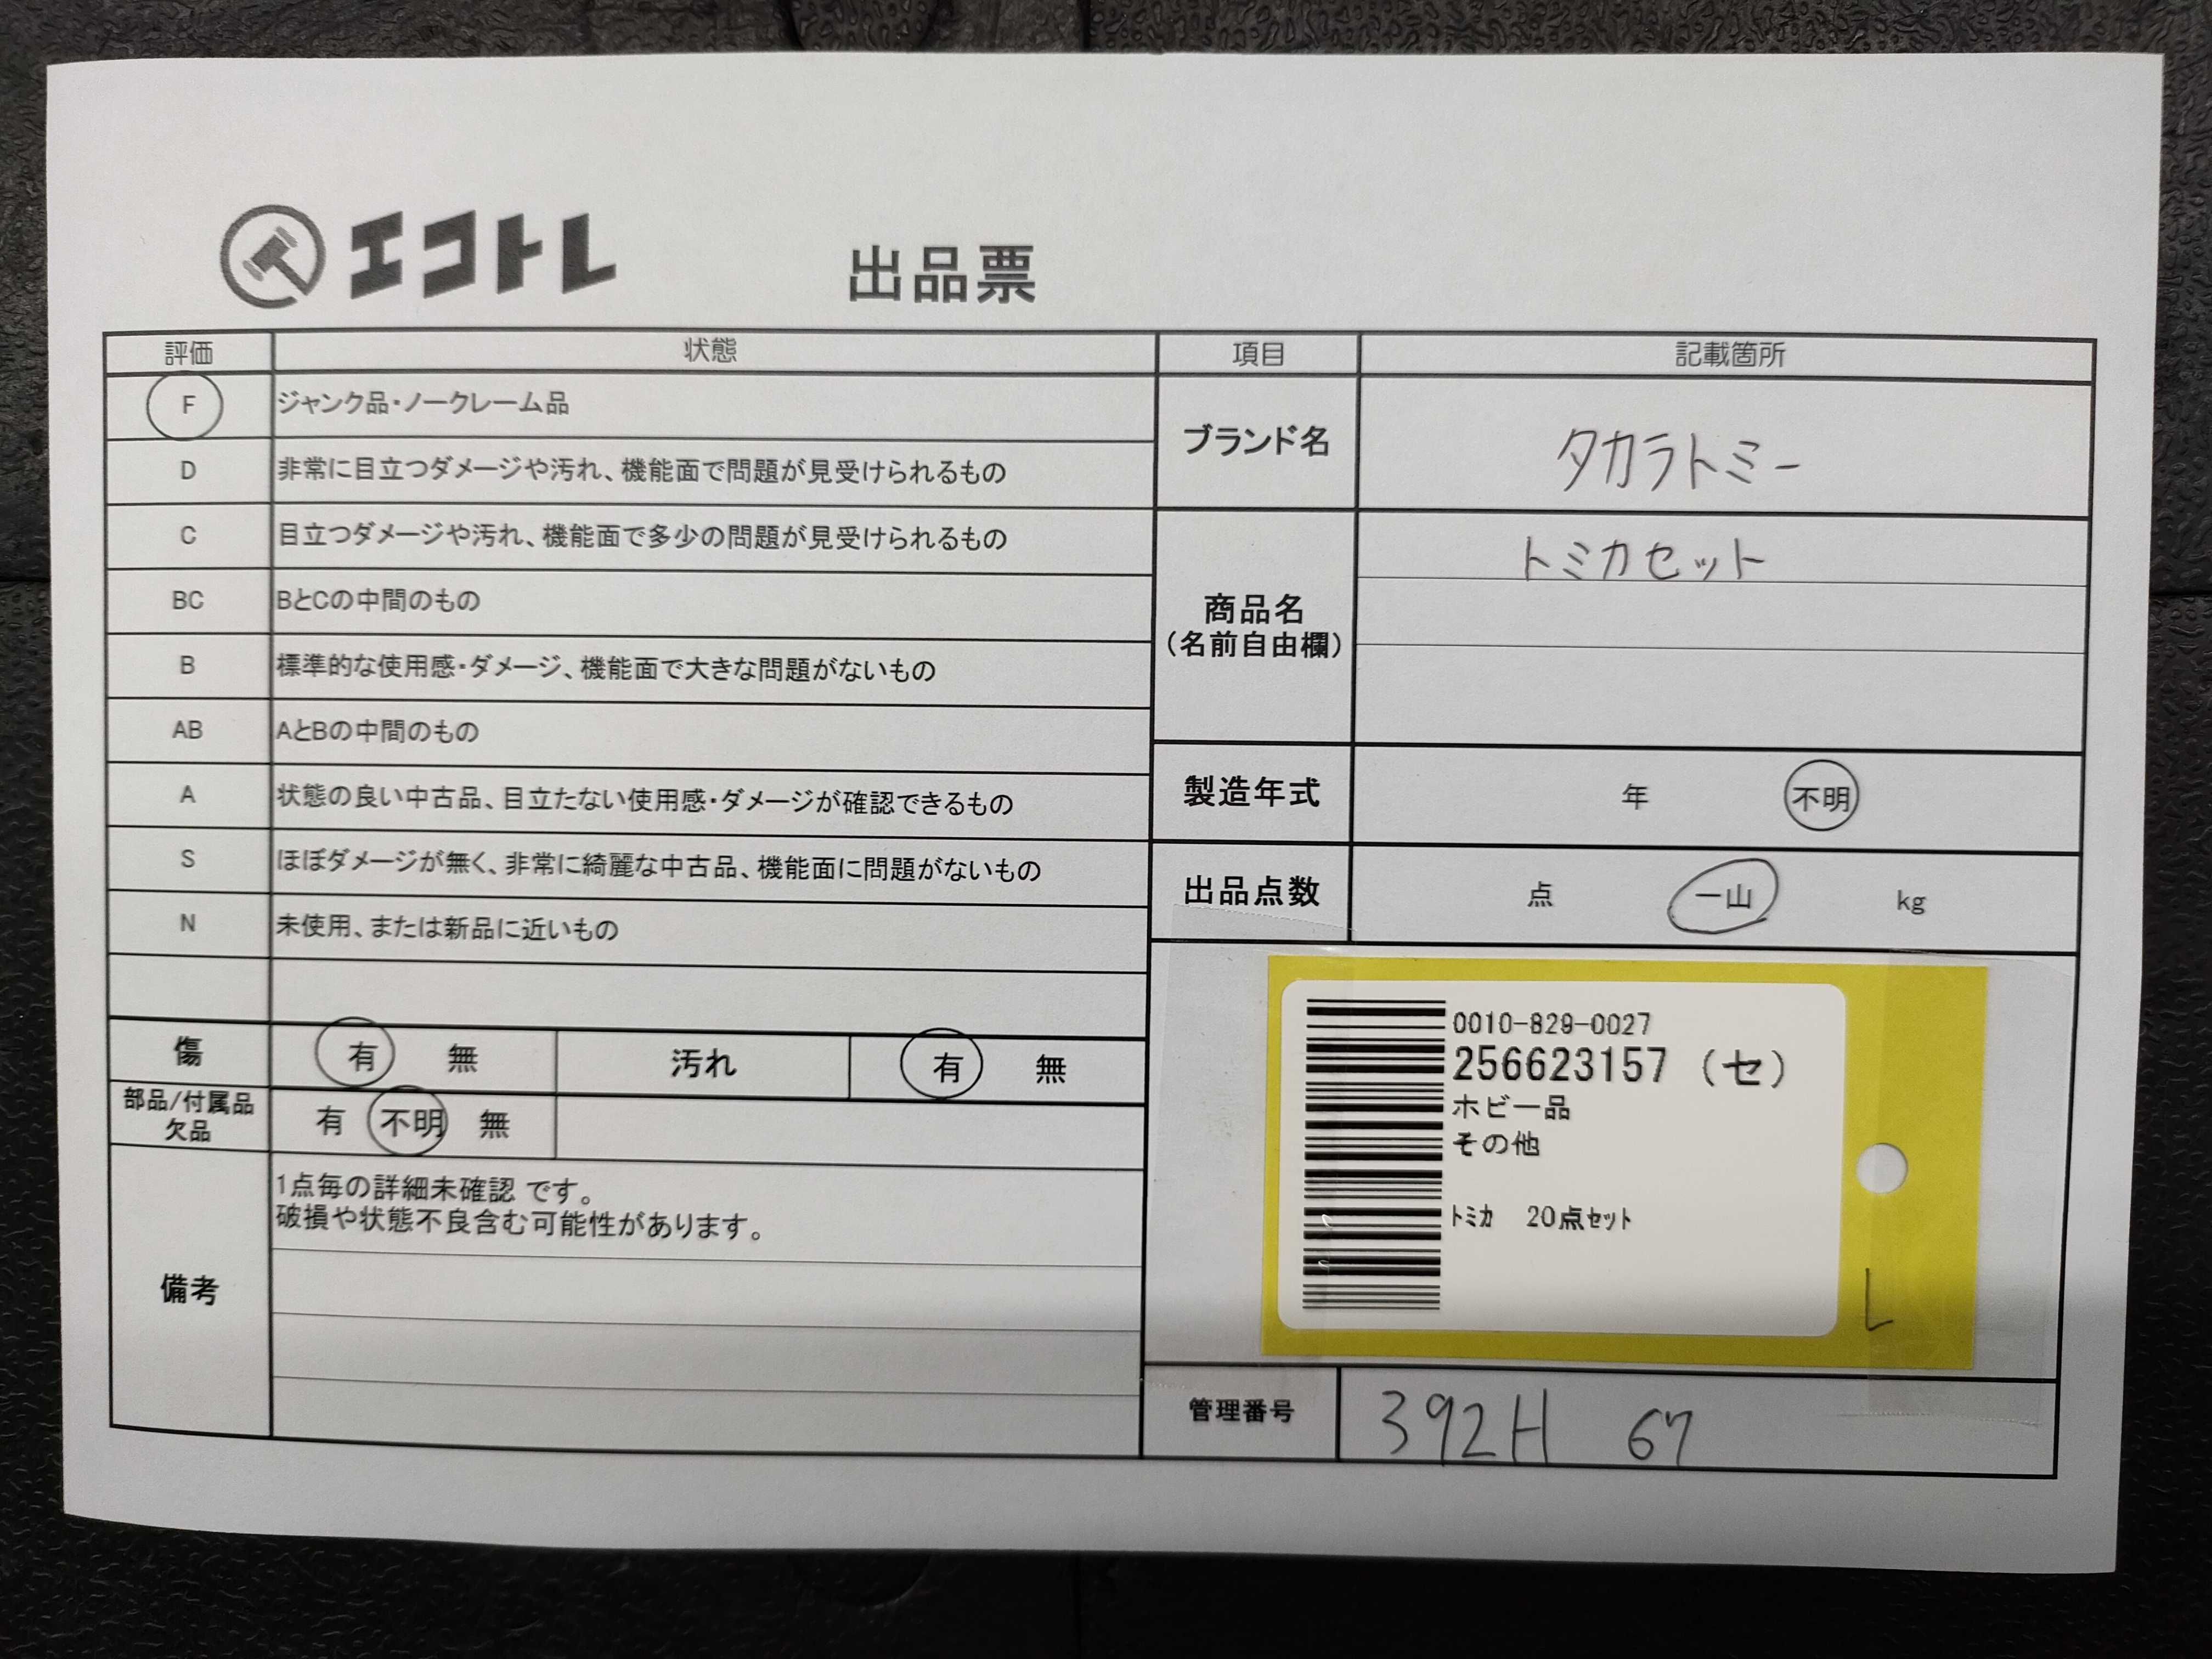 エコトレ 出品票
評価 状態
F ジャンク品・ノークレーム品
D 非常に目立つダメージや汚れ、機能面で問題が見受けられるもの
C 目立つダメージや汚れ、機能面で多少の問題が見受けられるもの
BC BとCの中間のもの
B 標準的な使用感・ダメージ、機能面で大きな問題がないもの
AB AとBの中間のもの
A 状態の良い中古品、目立たない使用感・ダメージが確認できるもの
S ほぼダメージが無く、非常に綺麗な中古品、機能面に問題がないもの
N 未使用、または新品に近いもの
傷 有 無 汚れ 有 無
部品/付属品
欠品
有 不明 無
備考
1点毎の詳細未確認 です。
破損や状態不良含む可能性があります。
項目 記載箇所
ブランド名 タカラトミー
商品名
(名前自由欄)
トミカセット
製造年式 年 不明
出品点数 点 一山 kg
0010-829-0027
256623157 (セ)
ホビー品
その他
トミカ 20点セット
L
管理番号 392H 67